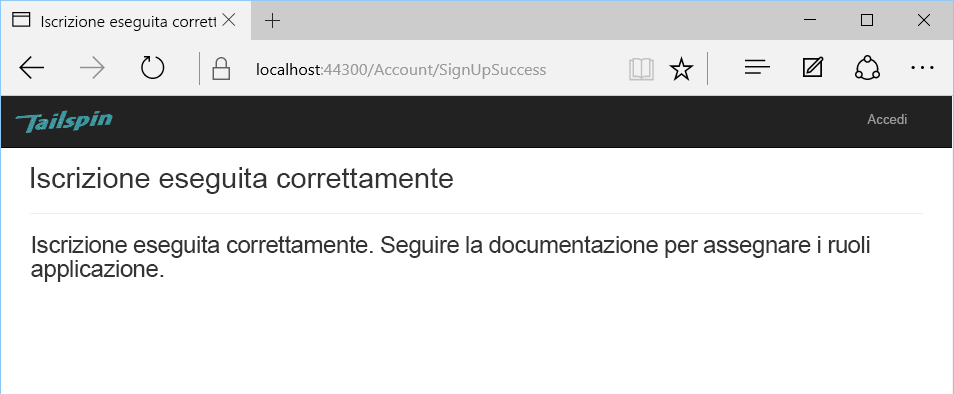 Iscrizione eseguita corrett
localhost:44300/Account/SignUpSuccess
Tailspin
Accedi
Iscrizione eseguita correttamente
Iscrizione eseguita correttamente. Seguire la documentazione per assegnare i ruoli
applicazione.